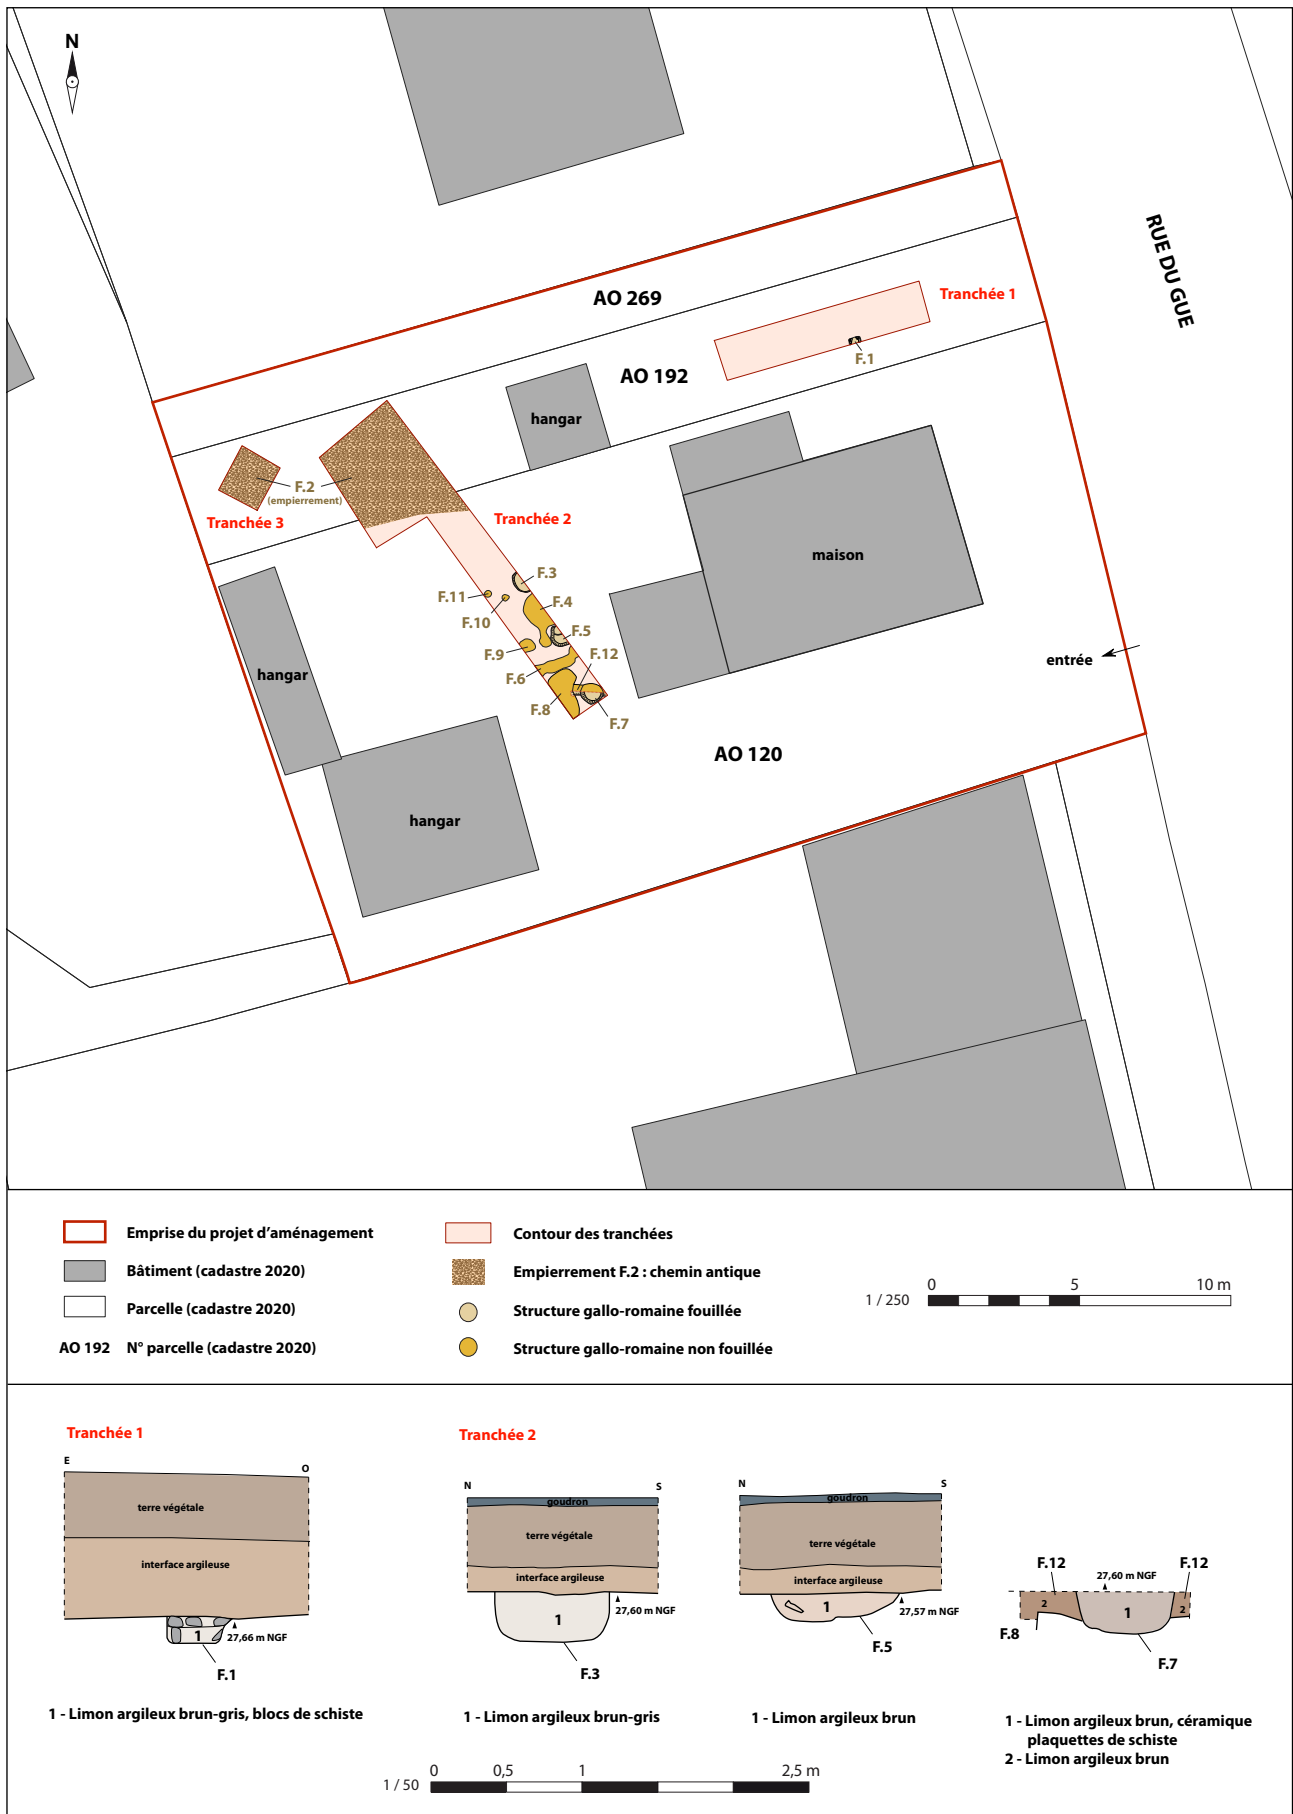 N
RUE DU GUE
AO 269
Tranchée 1
F.1
AO 192
hangar
F.2
(empierrement)
Tranchée 3
Tranchée 2
maison
F.3
F.11
F.4
F.10
F.5
F.9
F.12
F.6
F.8
F.7
hangar
entrée
AO 120
hangar
Emprise du projet d’aménagement
Bâtiment (cadastre 2020)
Parcelle (cadastre 2020)
AO 192 N° parcelle (cadastre 2020)
Contour des tranchées
Empierrement F.2 : chemin antique
Structure gallo-romaine fouillée
Structure gallo-romaine non fouillée
0 5 10 m
1 / 250
Tranchée 1
E O
terre végétale
interface argileuse
1
27,66 m NGF
F.1
1 - Limon argileux brun-gris, blocs de schiste
Tranchée 2
N S
goudron
terre végétale
interface argileuse
1
27,60 m NGF
F.3
1 - Limon argileux brun-gris
N S
goudron
terre végétale
interface argileuse
1
27,57 m NGF
F.5
1 - Limon argileux brun
F.12 F.12
27,60 m NGF
2 1 2
F.8
F.7
1 - Limon argileux brun, céramique
plaquettes de schiste
2 - Limon argileux brun
0 0,5 1 2,5 m
1 / 50